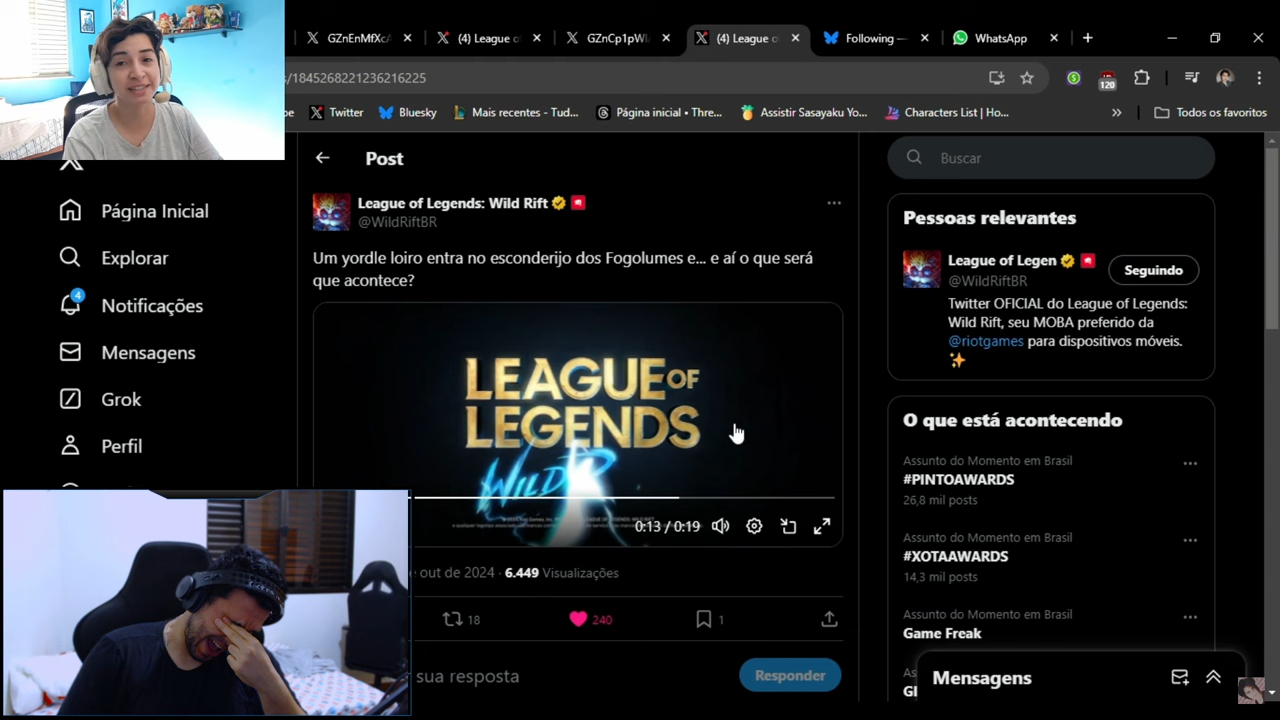 GZnEnMfXc
(4) League o
GZnCp1pWI
(4) League o
Following —
WhatsApp
s/1845268221236216225
120
Twitter
Bluesky
Mais recentes - Tud...
Página inicial • Thre...
Assistir Sasayaku Yo...
Characters List | Ho...
»
Todos os favoritos
Post
Buscar
League of Legends: Wild Rift
@WildRiftBR
Um yordle loiro entra no esconderijo dos Fogolumes e... e aí o que será
que acontece?
LEAGUE OF
LEGENDS
WILD R
0:13 / 0:19
out de 2024 · 6.449 Visualizações
18
240
1
sua resposta
Responder
Página Inicial
Explorar
4
Notificações
Mensagens
Grok
Perfil
Pessoas relevantes
League of Legen
@WildRiftBR
Seguindo
Twitter OFICIAL do League of Legends:
Wild Rift, seu MOBA preferido da
@riotgames para dispositivos móveis.
O que está acontecendo
Assunto do Momento em Brasil
#PINTOAWARDS
26,8 mil posts
Assunto do Momento em Brasil
#XOTAAWARDS
14,3 mil posts
Assunto do Momento em Brasil
Game Freak
Mensagens